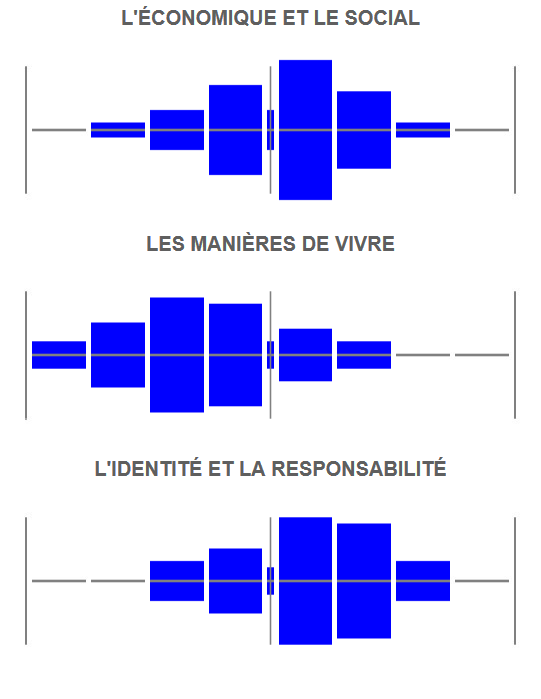 L'ÉCONOMIQUE ET LE SOCIAL
LES MANIÈRES DE VIVRE
L'IDENTITÉ ET LA RESPONSABILITÉ